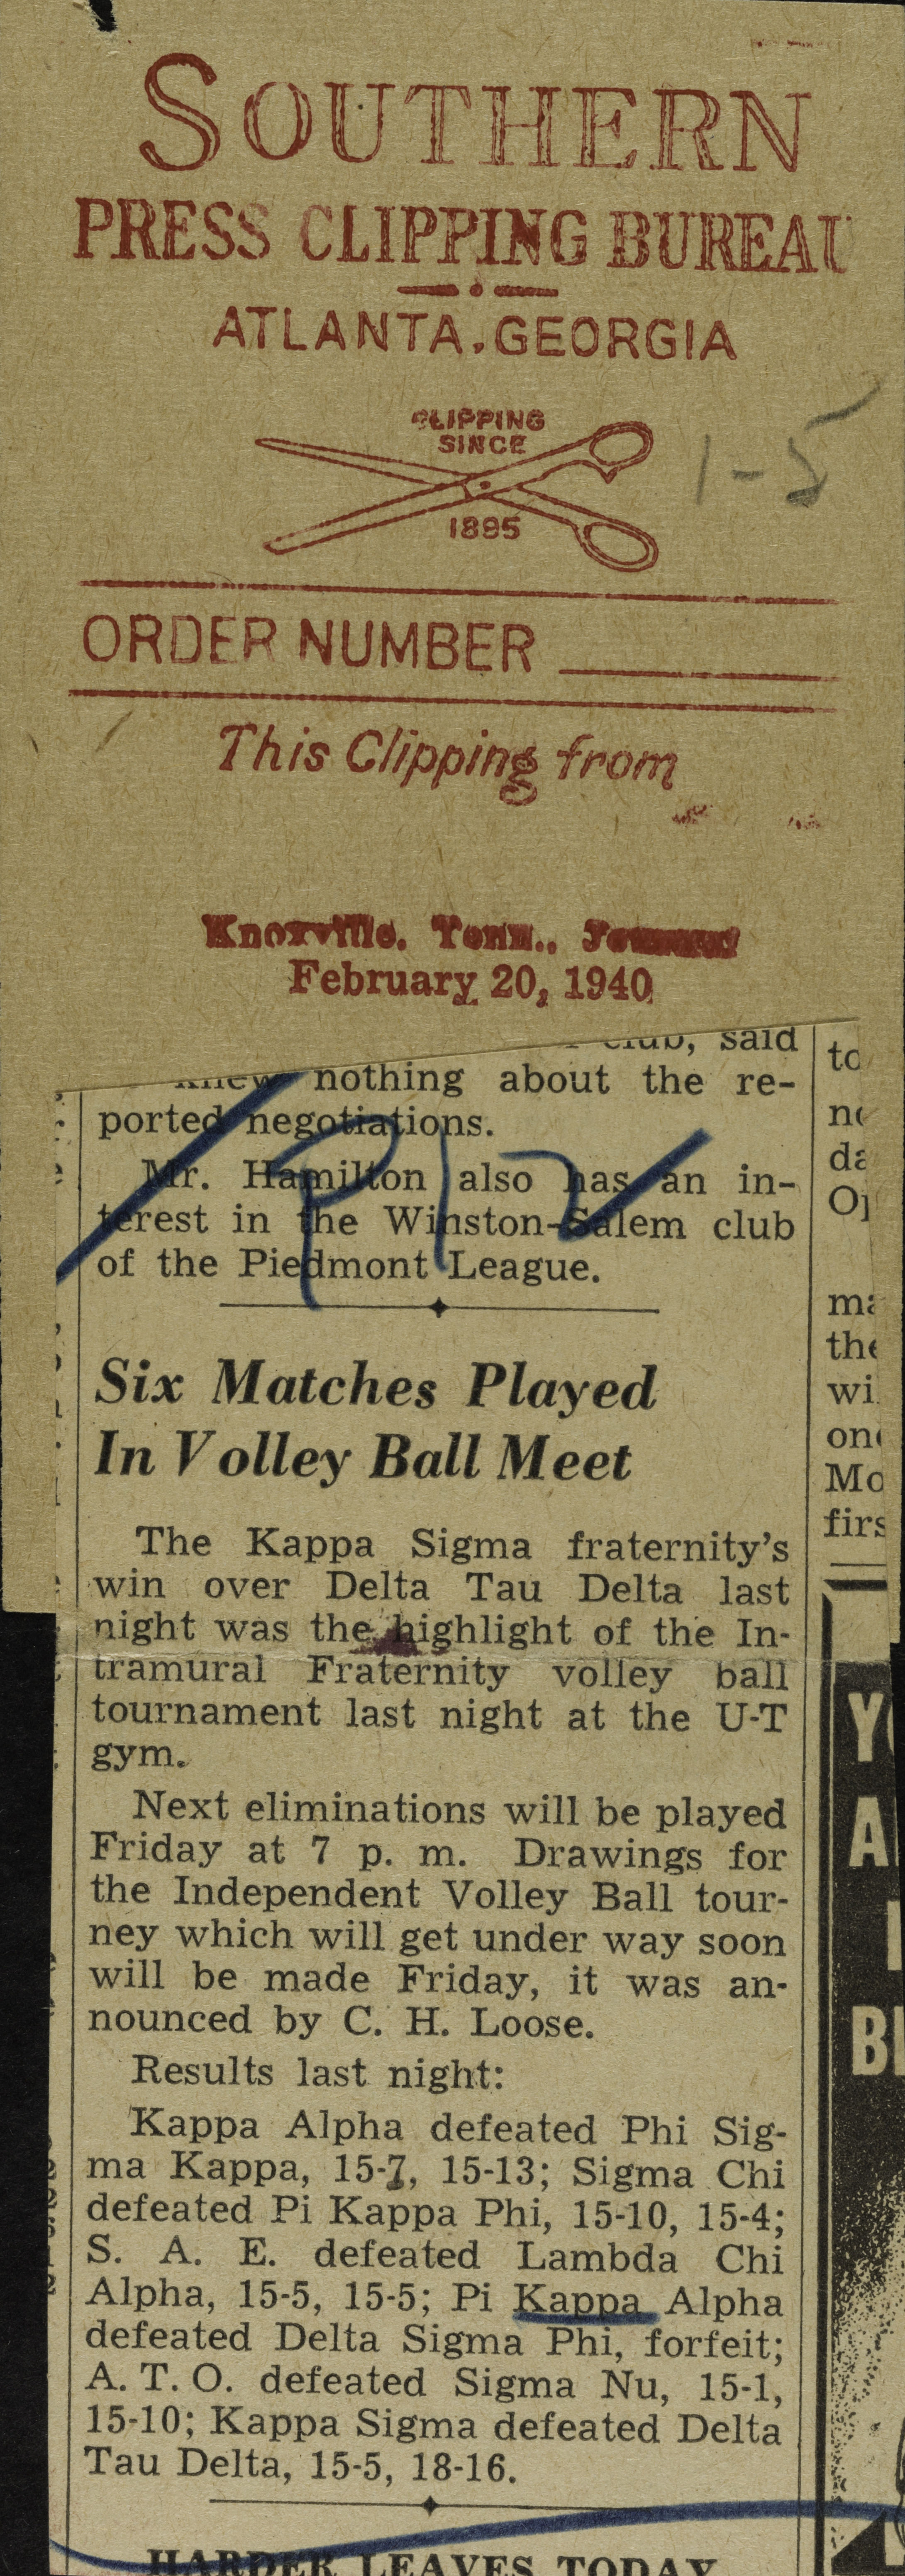 SOUTHERN
PRESS CLIPPING BUREAU
ATLANTA, GEORGIA
CLIPPING
SINCE
1895
1-5
ORDER NUMBER
This Clipping from
Knoxville, Tenn.,
February 20, 1940
club, said
knew nothing about the re-
ported negotiations.
Mr. Hamilton also has an in-
terest in the Winston-Salem club
of the Piedmont League.
Six Matches Played
In Volley Ball Meet
The Kappa Sigma fraternity's
win over Delta Tau Delta last
night was the highlight of the In-
tramural Fraternity volley ball
tournament last night at the U-T
gym.
Next eliminations will be played
Friday at 7 p. m. Drawings for
the Independent Volley Ball tour-
ney which will get under way soon
will be made Friday, it was an-
nounced by C. H. Loose.
Results last night:
Kappa Alpha defeated Phi Sig-
ma Kappa, 15-7, 15-13; Sigma Chi
defeated Pi Kappa Phi, 15-10, 15-4;
S. A. E. defeated Lambda Chi
Alpha, 15-5, 15-5; Pi Kappa Alpha
defeated Delta Sigma Phi, forfeit;
A. T. O. defeated Sigma Nu, 15-1,
15-10; Kappa Sigma defeated Delta
Tau Delta, 15-5, 18-16.
HARDER LEAVES TODAY